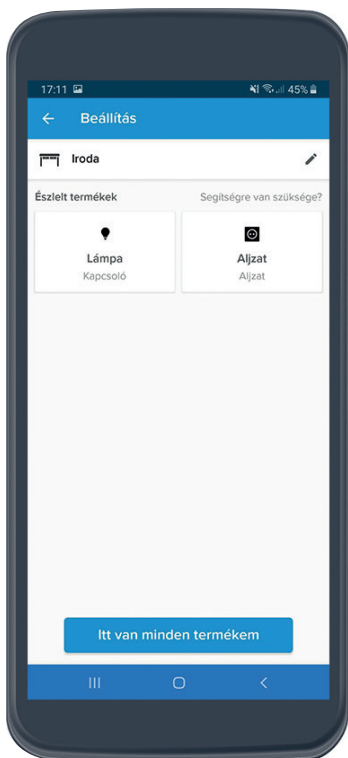 17:11 45%
Beállítás
Iroda
Észlelt termékek Segítségre van szüksége?
Lámpa Aljzat
Kapcsoló Aljzat
Itt van minden termékem